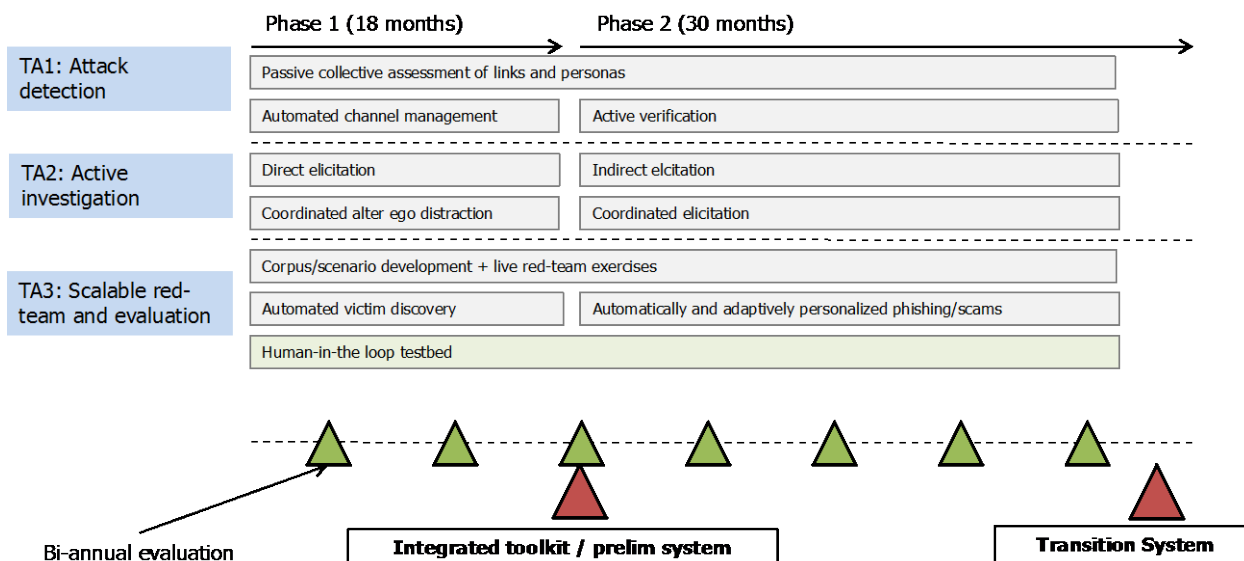 Phase 1 (18 months)
Phase 2 (30 months)
TA1: Attack
detection
Passive collective assessment of links and personas
Automated channel management
Active verification
TA2: Active
investigation
Direct elicitation
Indirect elcitation
Coordinated alter ego distraction
Coordinated elicitation
TA3: Scalable red-
team and evaluation
Corpus/scenario development + live red-team exercises
Automated victim discovery
Automatically and adaptively personalized phishing/scams
Human-in-the loop testbed
Bi-annual evaluation
Integrated toolkit / prelim system
Transition System